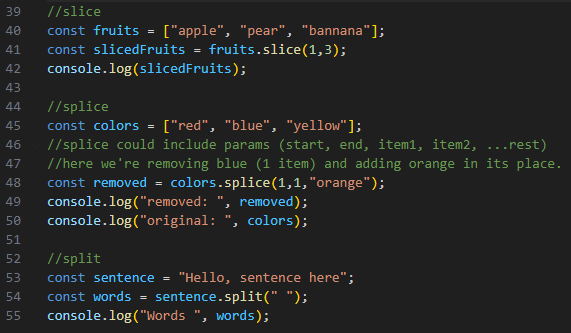 39 //slice
40 const fruits = ["apple", "pear", "bannana"];
41 const slicedFruits = fruits.slice(1,3);
42 console.log(slicedFruits);
43
44 //splice
45 const colors = ["red", "blue", "yellow"];
46 //splice could include params (start, end, item1, item2, ...rest)
47 //here we're removing blue (1 item) and adding orange in its place.
48 const removed = colors.splice(1,1,"orange");
49 console.log("removed: ", removed);
50 console.log("original: ", colors);
51
52 //split
53 const sentence = "Hello, sentence here";
54 const words = sentence.split(" ");
55 console.log("Words ", words);